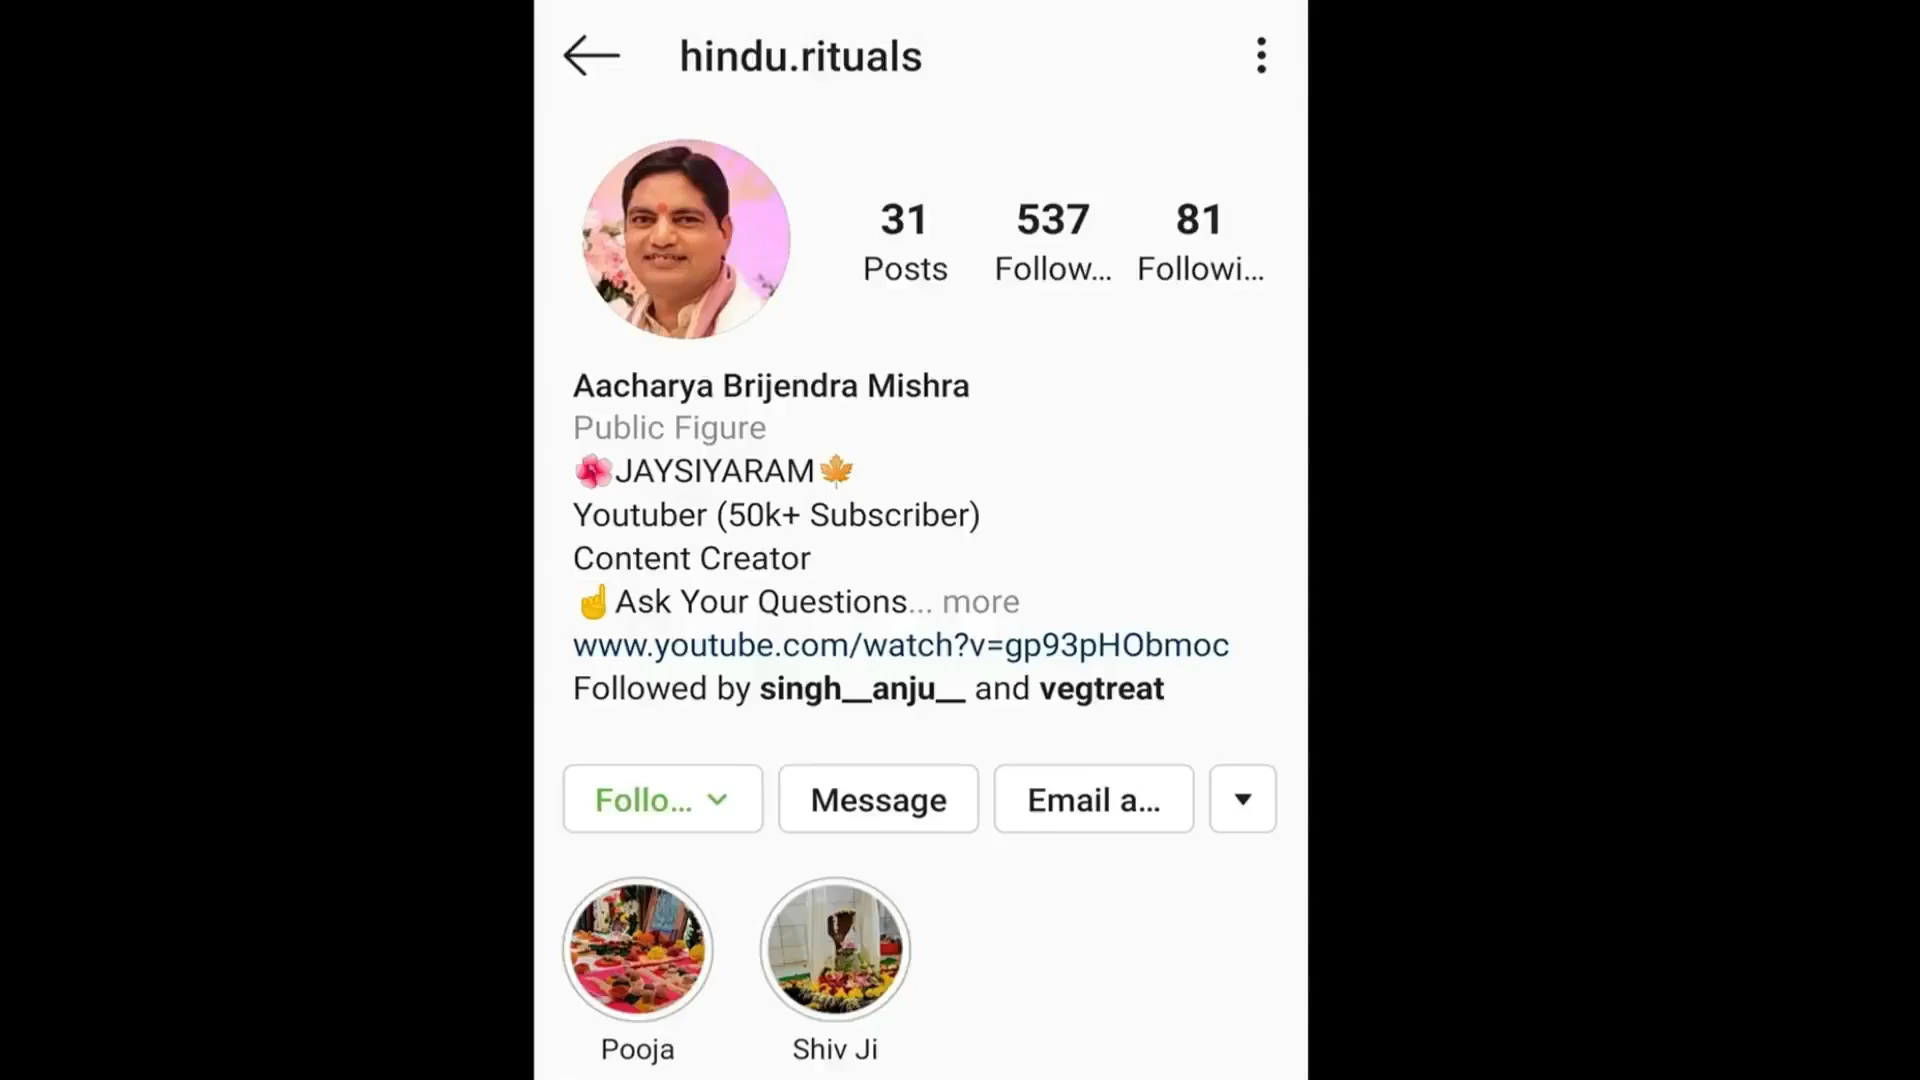 hindu.rituals
31 537 81
Posts Follow... Followi...
Aacharya Brijendra Mishra
Public Figure
🌺JAYSIYARAM🍁
Youtuber (50k+ Subscriber)
Content Creator
☝Ask Your Questions... more
www.youtube.com/watch?v=gp93pHObmoc
Followed by singh__anju__ and vegtreat
Follo... Message Email a...
Pooja Shiv Ji